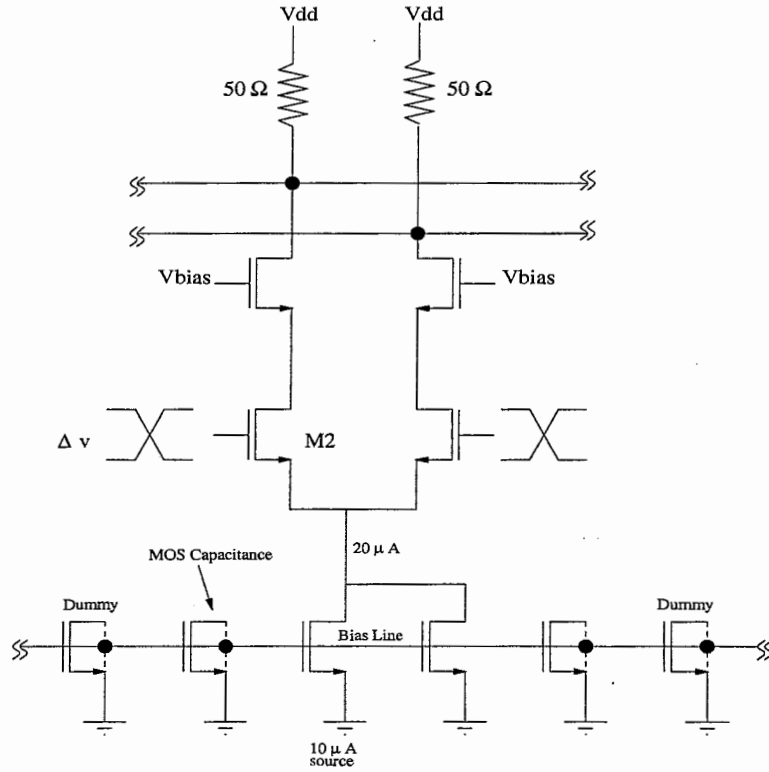 Vdd Vdd
50 Ω 50 Ω
Vbias Vbias
Δ v M2
20 μ A
MOS Capacitance
Dummy Dummy
Bias Line
10 μ A
source